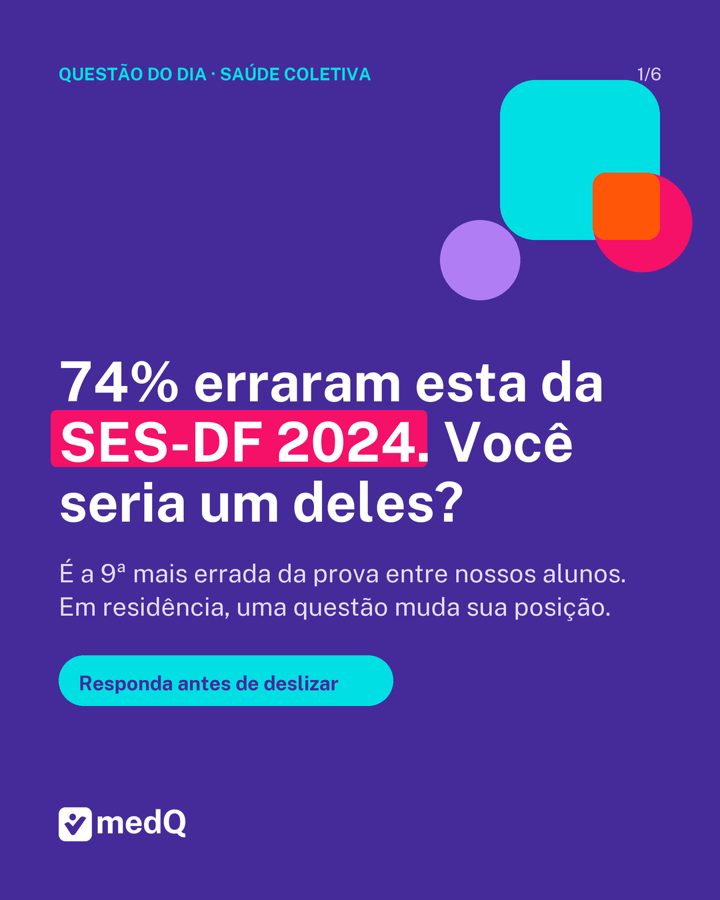 QUESTÃO DO DIA · SAÚDE COLETIVA
1/6
74% erraram esta da
SES-DF 2024. Você
seria um deles?
É a 9ª mais errada da prova entre nossos alunos.
Em residência, uma questão muda sua posição.
Responda antes de deslizar
medQ